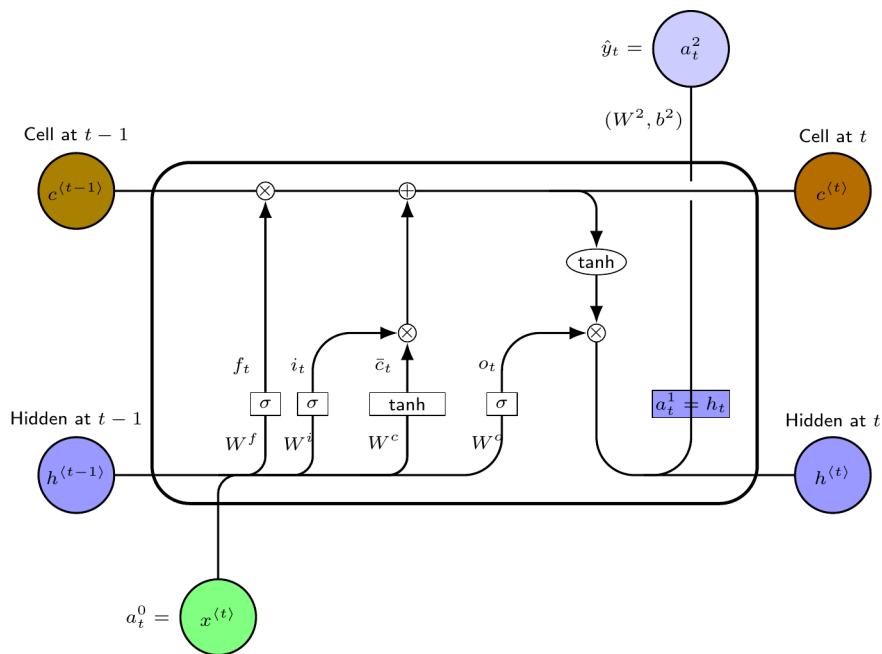 ŷ_t = a_t^2
(W^2, b^2)
Cell at t − 1
Cell at t
c^⟨t−1⟩
× +
c^⟨t⟩
tanh
× ×
f_t i_t c̄_t o_t
σ σ tanh σ a_t^1 = h_t
Hidden at t − 1
Hidden at t
W^f W^i W^c W^o
h^⟨t−1⟩
h^⟨t⟩
a_t^0 = x^⟨t⟩